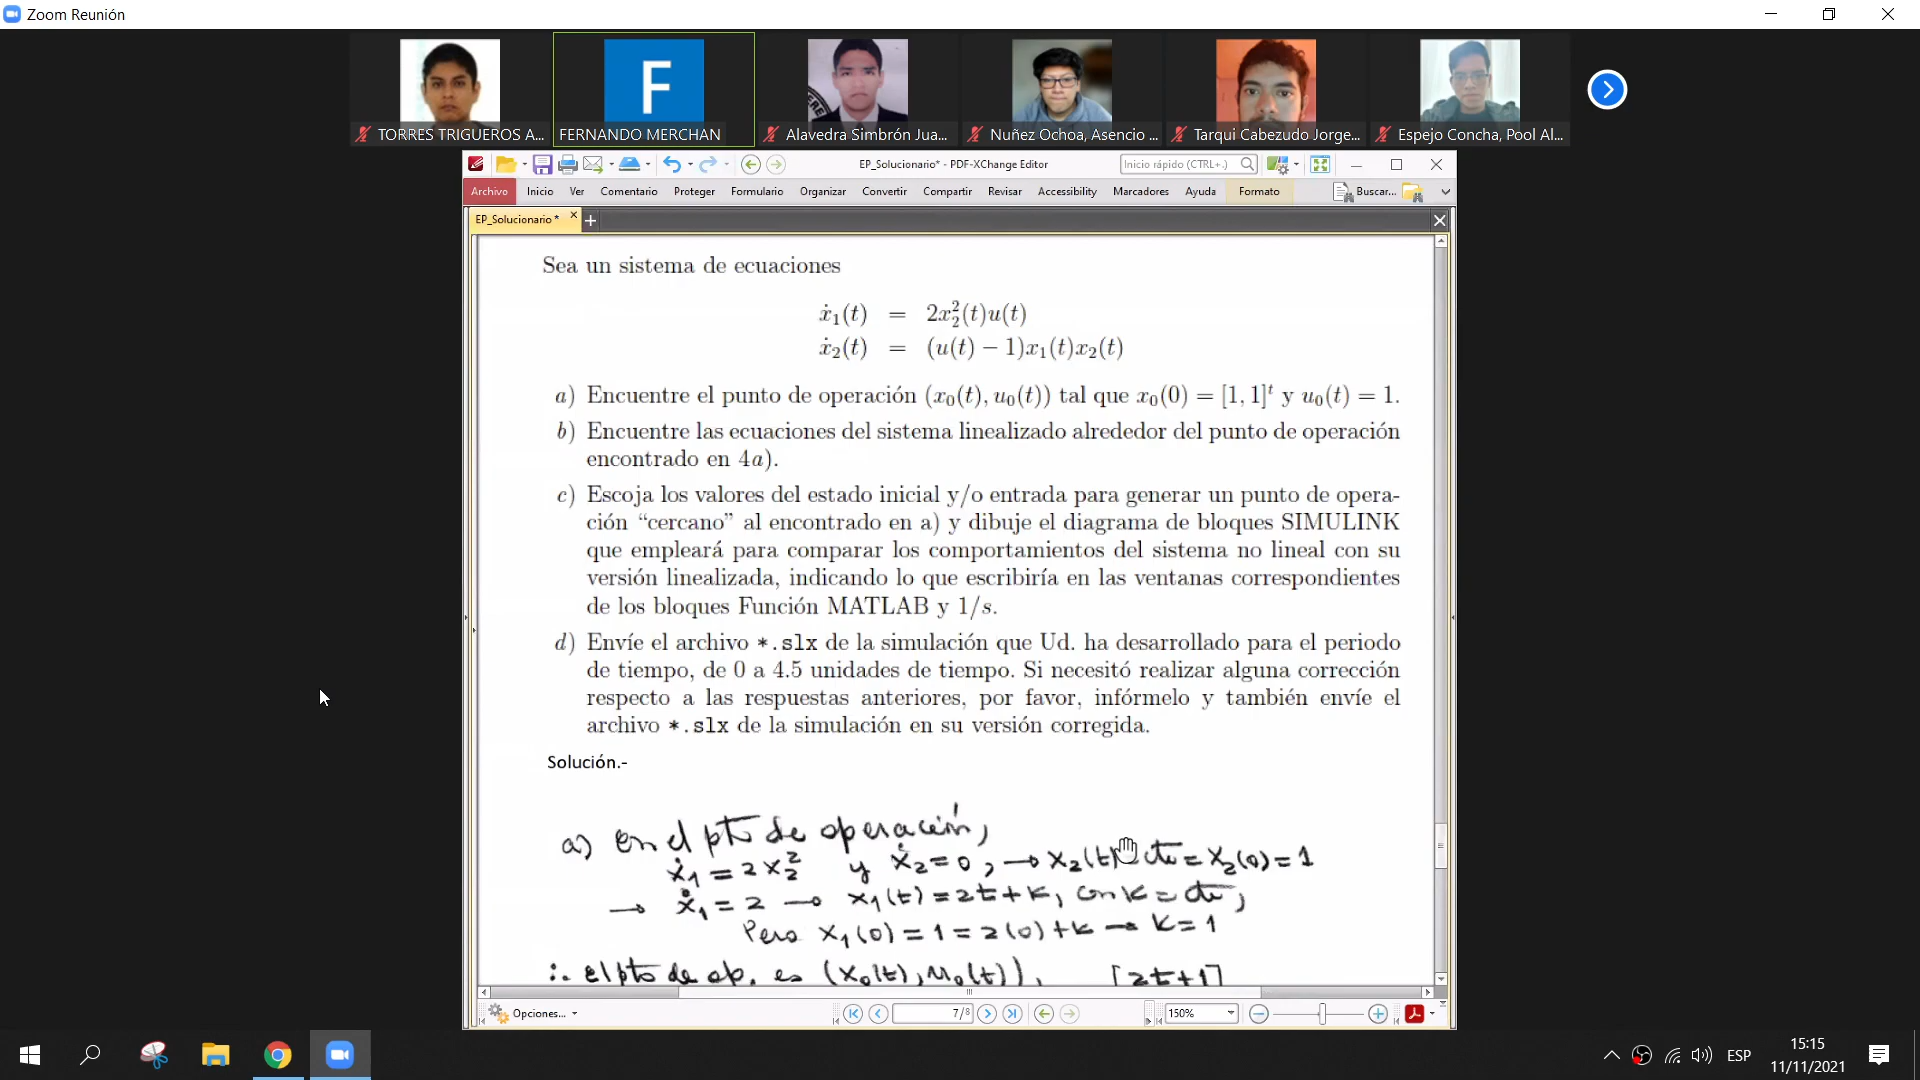 Zoom Reunión
TORRES TRIGUEROS A...
F
FERNANDO MERCHAN
Alavedra Simbrón Jua...
Nuñez Ochoa, Asencio ...
Tarqui Cabezudo Jorge...
Espejo Concha, Pool Al...
EP_Solucionario* - PDF-XChange Editor
Inicio rápido (CTRL+.)
Archivo Inicio Ver Comentario Proteger Formulario Organizar Convertir Compartir Revisar Accessibility Marcadores Ayuda Formato Buscar...
EP_Solucionario *
Sea un sistema de ecuaciones
ẋ₁(t) = 2x₂²(t)u(t)
ẋ₂(t) = (u(t) − 1)x₁(t)x₂(t)
a) Encuentre el punto de operación (x₀(t), u₀(t)) tal que x₀(0) = [1, 1]ᵗ y u₀(t) = 1.
b) Encuentre las ecuaciones del sistema linealizado alrededor del punto de operación
encontrado en 4a).
c) Escoja los valores del estado inicial y/o entrada para generar un punto de opera-
ción “cercano” al encontrado en a) y dibuje el diagrama de bloques SIMULINK
que empleará para comparar los comportamientos del sistema no lineal con su
versión linealizada, indicando lo que escribiría en las ventanas correspondientes
de los bloques Función MATLAB y 1/s.
d) Envíe el archivo *.slx de la simulación que Ud. ha desarrollado para el periodo
de tiempo, de 0 a 4.5 unidades de tiempo. Si necesitó realizar alguna corrección
respecto a las respuestas anteriores, por favor, infórmelo y también envíe el
archivo *.slx de la simulación en su versión corregida.
Solución.-
a) En el pto de operación,
ẋ₁ = 2x₂² y ẋ₂ = 0, → x₂(t) = cte = x₂(0) = 1
→ ẋ₁ = 2 → x₁(t) = 2t + k, con k = cte,
Pero x₁(0) = 1 = 2(0) + k → k = 1
∴ el pto de op. es (x₀(t), u₀(t)), [2t+1]
Opciones...
7/8
150%
ESP
15:15
11/11/2021